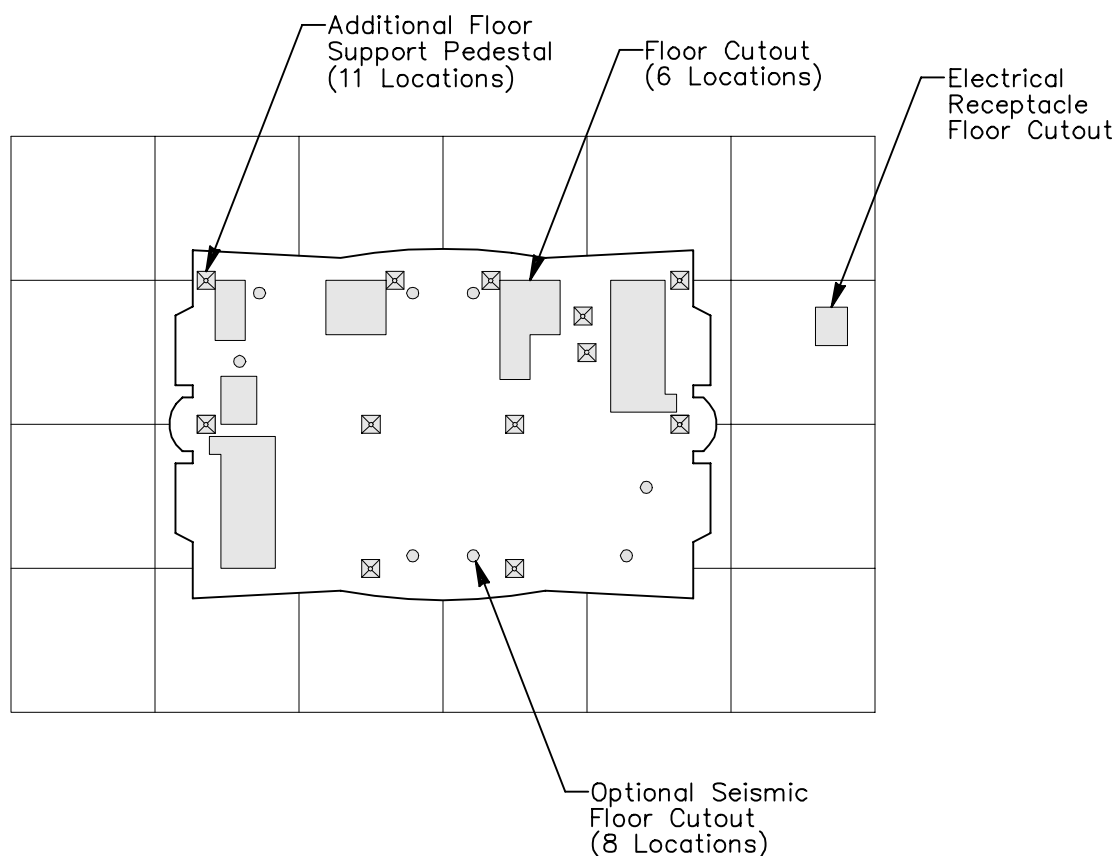 Additional Floor
Support Pedestal
(11 Locations)
Floor Cutout
(6 Locations)
Electrical
Receptacle
Floor Cutout
Optional Seismic
Floor Cutout
(8 Locations)